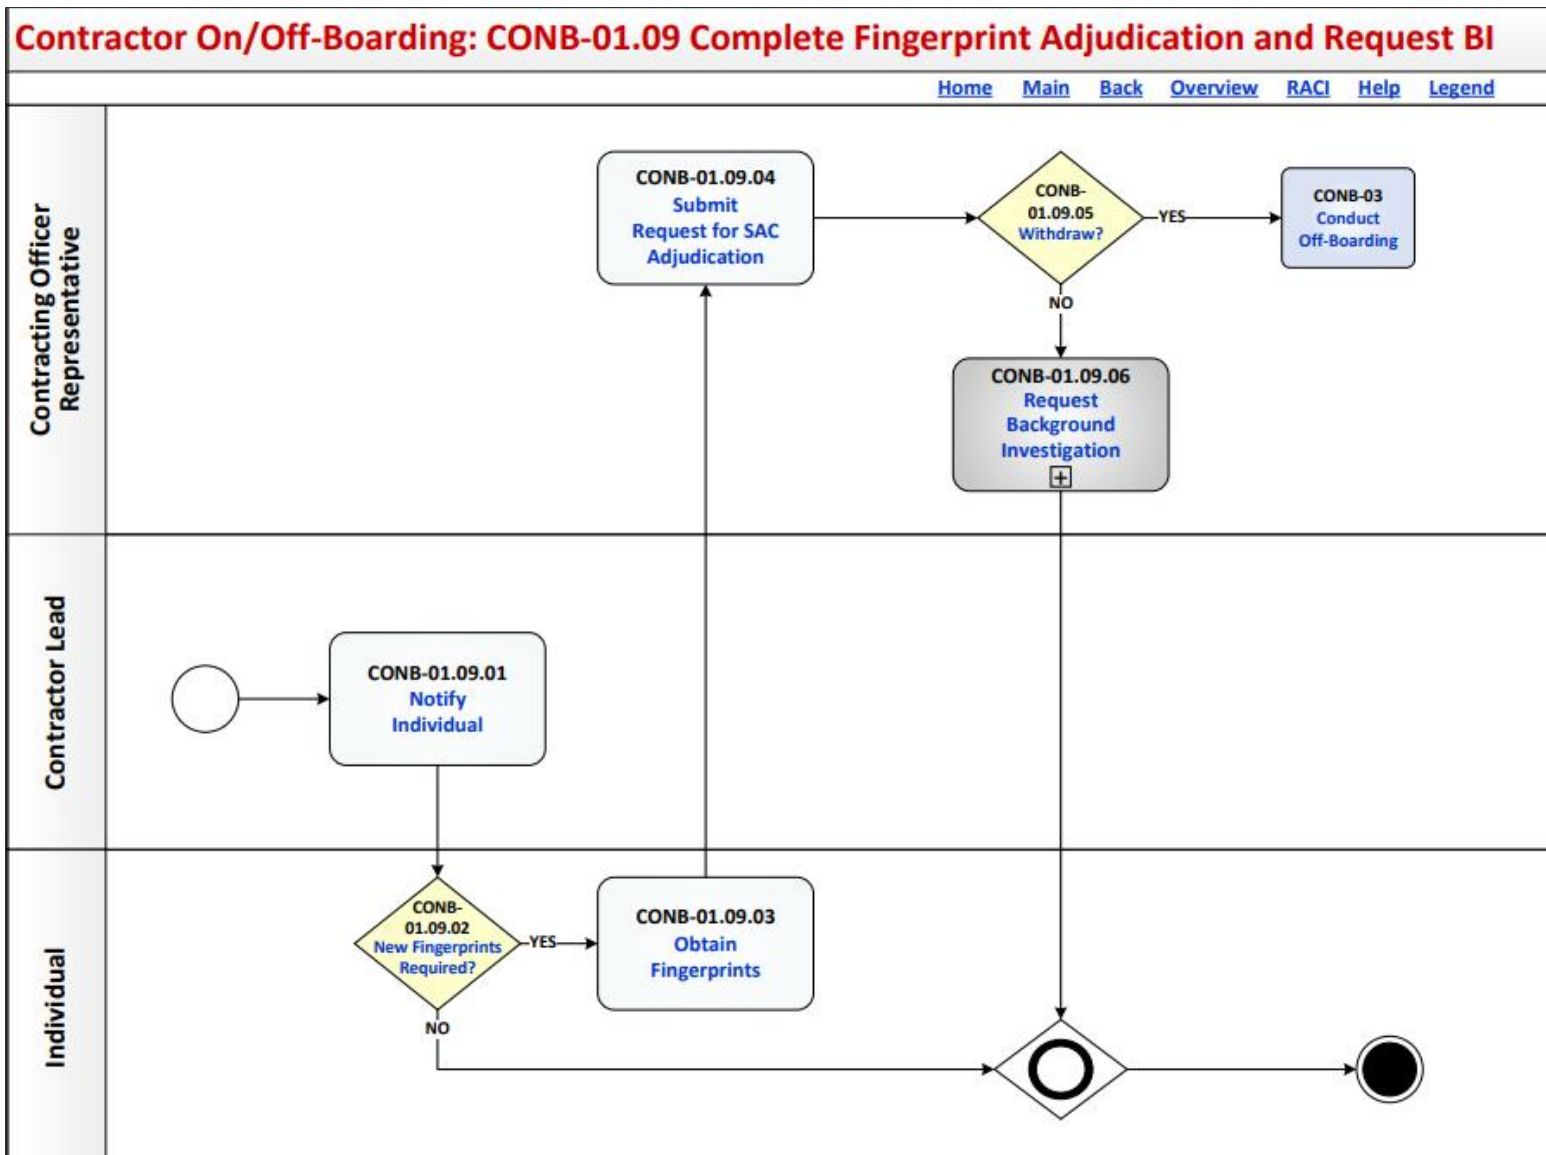 Contractor On/Off-Boarding: CONB-01.09 Complete Fingerprint Adjudication and Request BI
Home Main Back Overview RACI Help Legend
Contracting Officer
Representative
CONB-01.09.04
Submit
Request for SAC
Adjudication
CONB-
01.09.05
Withdraw?
YES
CONB-03
Conduct
Off-Boarding
NO
CONB-01.09.06
Request
Background
Investigation
Contractor Lead
CONB-01.09.01
Notify
Individual
Individual
CONB-
01.09.02
New Fingerprints
Required?
YES
CONB-01.09.03
Obtain
Fingerprints
NO